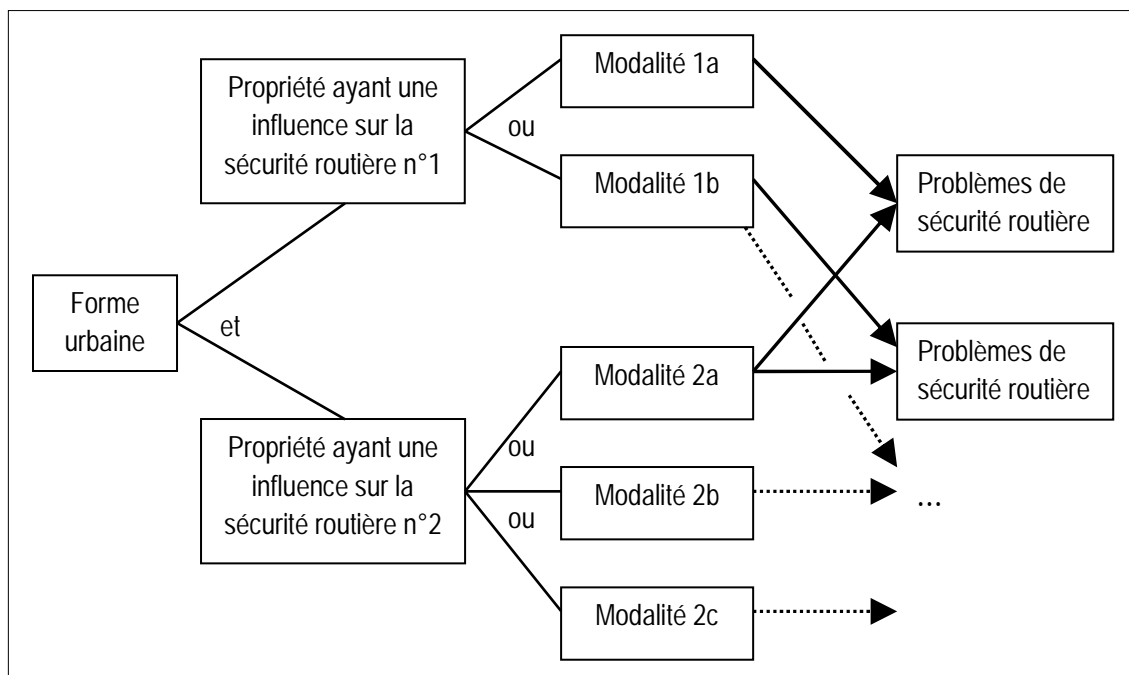 Forme
urbaine
et
Propriété ayant une
influence sur la
sécurité routière n°1
ou
Modalité 1a
Modalité 1b
Propriété ayant une
influence sur la
sécurité routière n°2
ou
ou
Modalité 2a
Modalité 2b
Modalité 2c
Problèmes de
sécurité routière
Problèmes de
sécurité routière
...